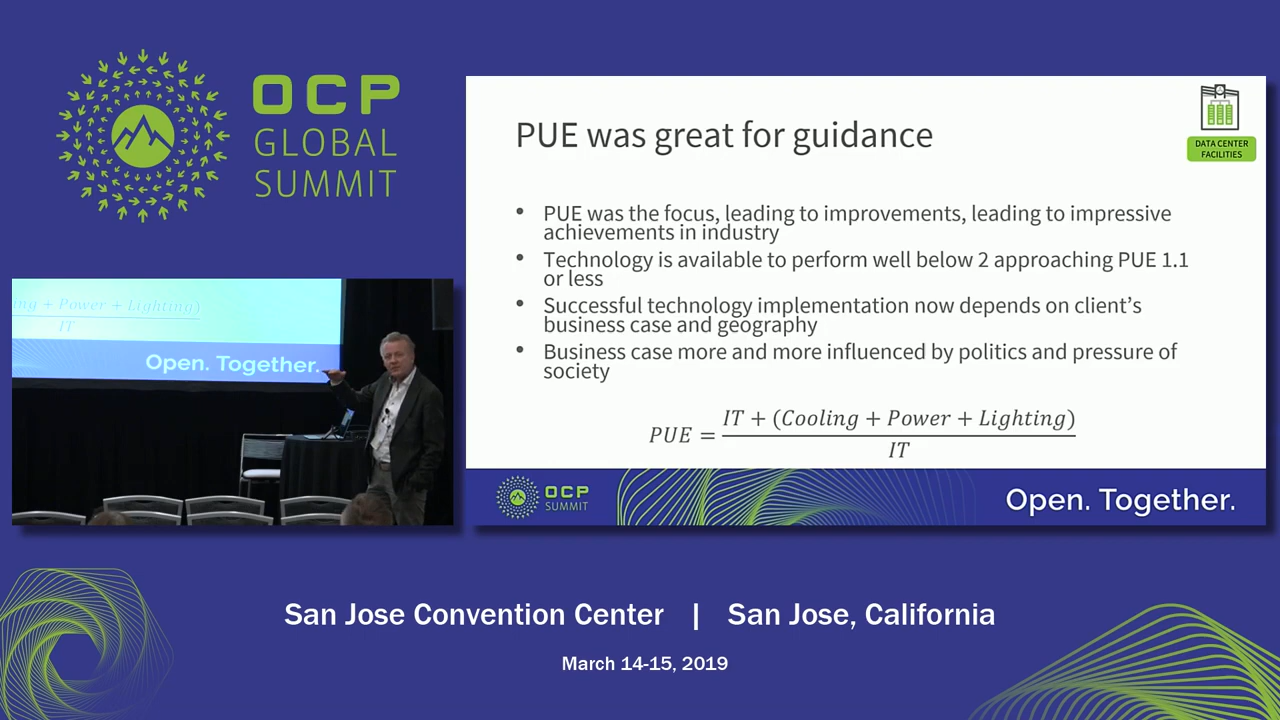 OCP
GLOBAL
SUMMIT
PUE was great for guidance
DATA CENTER
FACILITIES
• PUE was the focus, leading to improvements, leading to impressive
achievements in industry
• Technology is available to perform well below 2 approaching PUE 1.1
or less
• Successful technology implementation now depends on client’s
business case and geography
• Business case more and more influenced by politics and pressure of
society
PUE = IT + (Cooling + Power + Lighting)
IT
OCP
SUMMIT
Open. Together.
ing + Power + Lighting)
IT
Open. Together.
San Jose Convention Center | San Jose, California
March 14-15, 2019